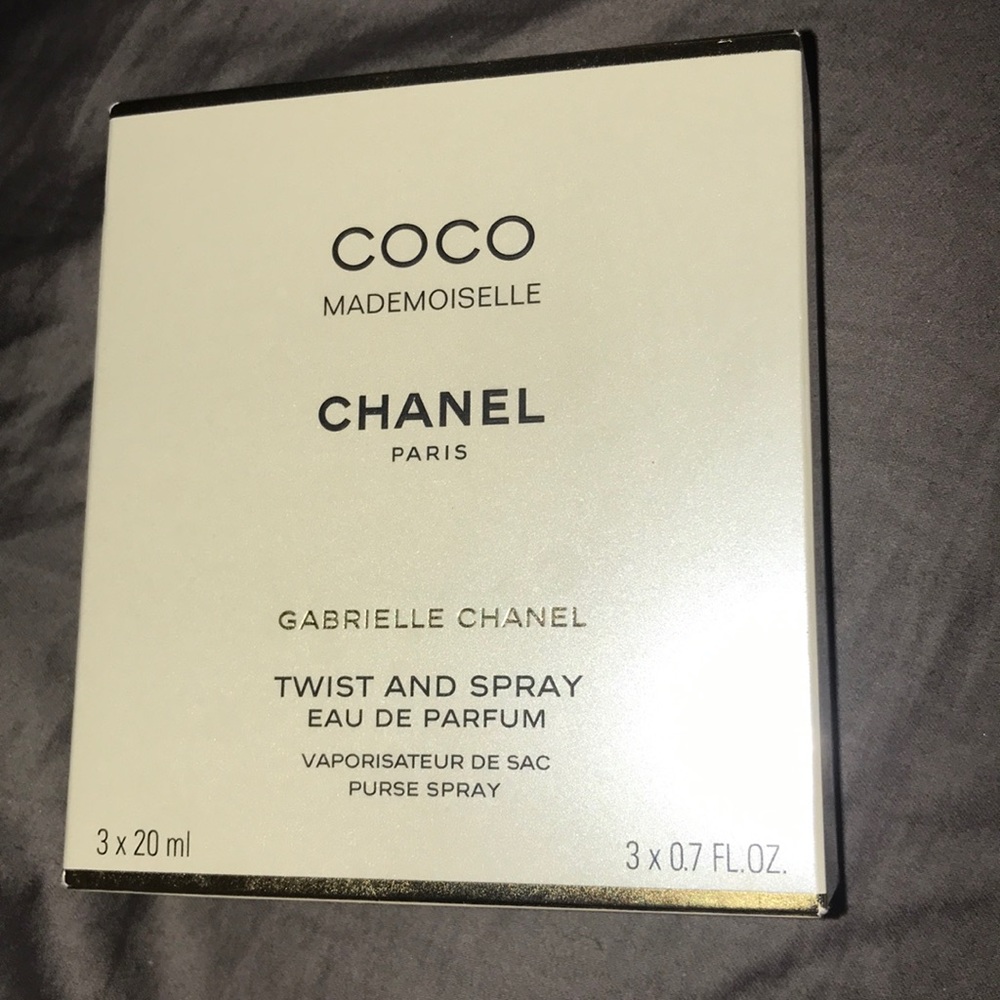 COCO
MADEMOISELLE
CHANEL
PARIS
GABRIELLE CHANEL
TWIST AND SPRAY
EAU DE PARFUM
VAPORISATEUR DE SAC
PURSE SPRAY
3 x 20 ml
3 x 0.7 FL.OZ.